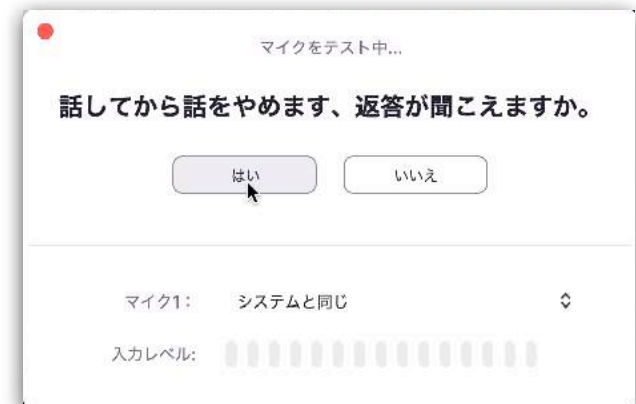 マイクをテスト中...
話してから話をやめます、返答が聞こえますか。
はい
いいえ
マイク1:
システムと同じ
入力レベル: